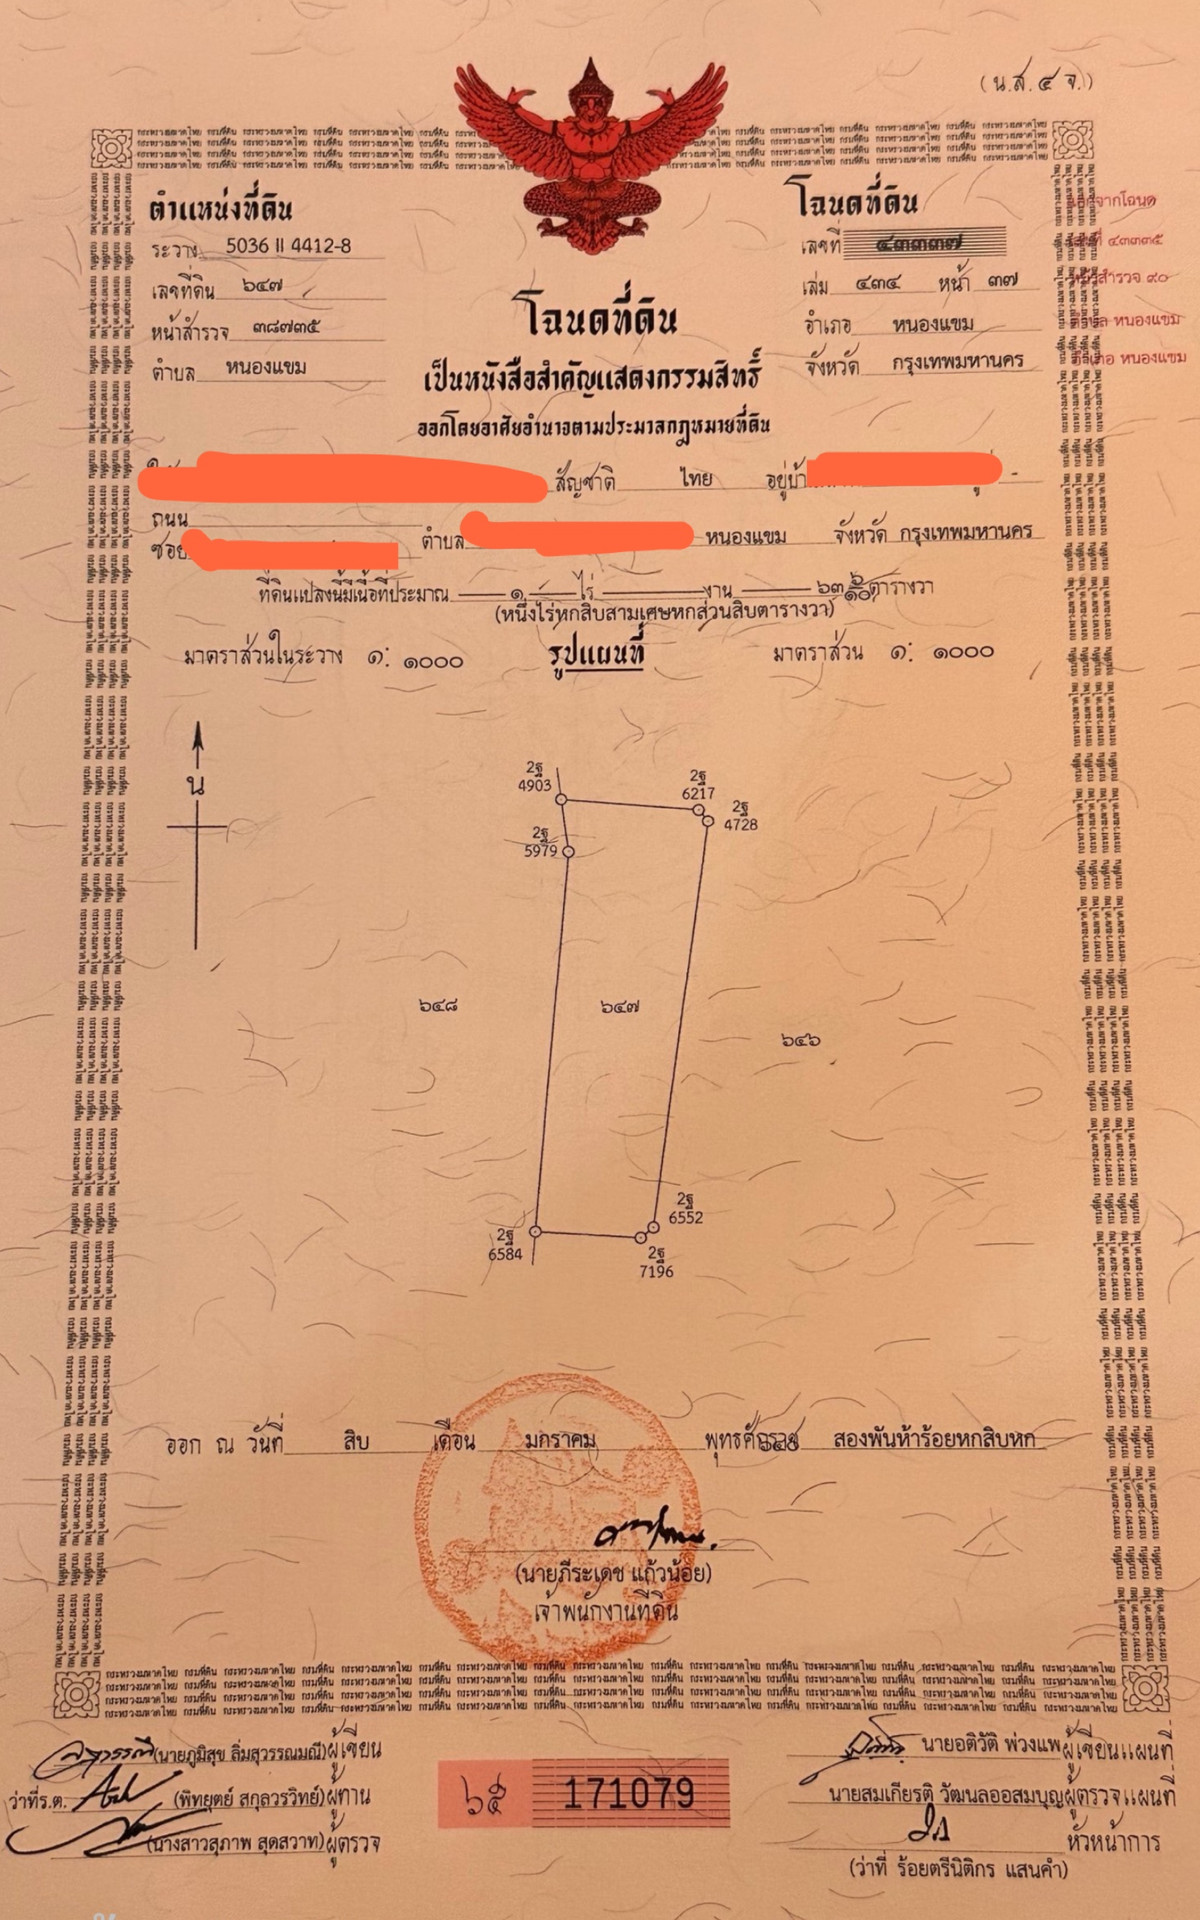 (น.ส.๔ จ.)
ตำแหน่งที่ดิน
ระวาง 5036 II 4412-8
เลขที่ดิน ๖๔๗
หน้าสำรวจ ๓๘๗๓๕
ตำบล หนองแขม
โฉนดที่ดิน
เลขที่ ๔๓๓๓๗
เล่ม ๔๓๔ หน้า ๓๗
อำเภอ หนองแขม
จังหวัด กรุงเทพมหานคร
จากโฉนด
ที่ ๔๓๓๓๕
สำรวจ ๙๐
หนองแขม
หนองแขม
โฉนดที่ดิน
เป็นหนังสือสำคัญแสดงกรรมสิทธิ์
ออกโดยอาศัยอำนาจตามประมวลกฎหมายที่ดิน
สัญชาติ ไทย -
ถนน ตำบล หนองแขม จังหวัด กรุงเทพมหานคร
ซอย
ที่ดินแปลงนี้มีเนื้อที่ประมาณ ๑ ไร่ - งาน - ๖๓ ๖/๑๐ ตารางวา
(หนึ่งไร่หกสิบสามเศษหกส่วนสิบตารางวา)
มาตราส่วนในระวาง ๑: ๑๐๐๐ รูปแผนที่ มาตราส่วน ๑: ๑๐๐๐
น
2ฐ
4903
2ฐ
6217
2ฐ
4728
2ฐ
5979
๖๔๘
๖๔๗
๖๔๖
2ฐ
6552
2ฐ
6584
2ฐ
7196
ออก ณ วันที่ สิบ เดือน มกราคม พุทธศักราช สองพันห้าร้อยหกสิบหก
(นายภีระเดช แก้วน้อย)
เจ้าพนักงานที่ดิน
(นายภูมิสุข ลิ่มสุวรรณมณี) ผู้เขียน
ว่าที่ร.ต. (พิทยุตย์ สกุลวรวิทย์) ผู้ทาน
(นางสาวสุภาพ สุดสวาท) ผู้ตรวจ
๖๕ 171079
นายอติวัติ พ่วงแพ ผู้เขียนแผนที่
นายสมเกียรติ วัฒนลออสมบุญ ผู้ตรวจแผนที่
หัวหน้าการ
(ว่าที่ ร้อยตรีนิติกร แสนคำ)